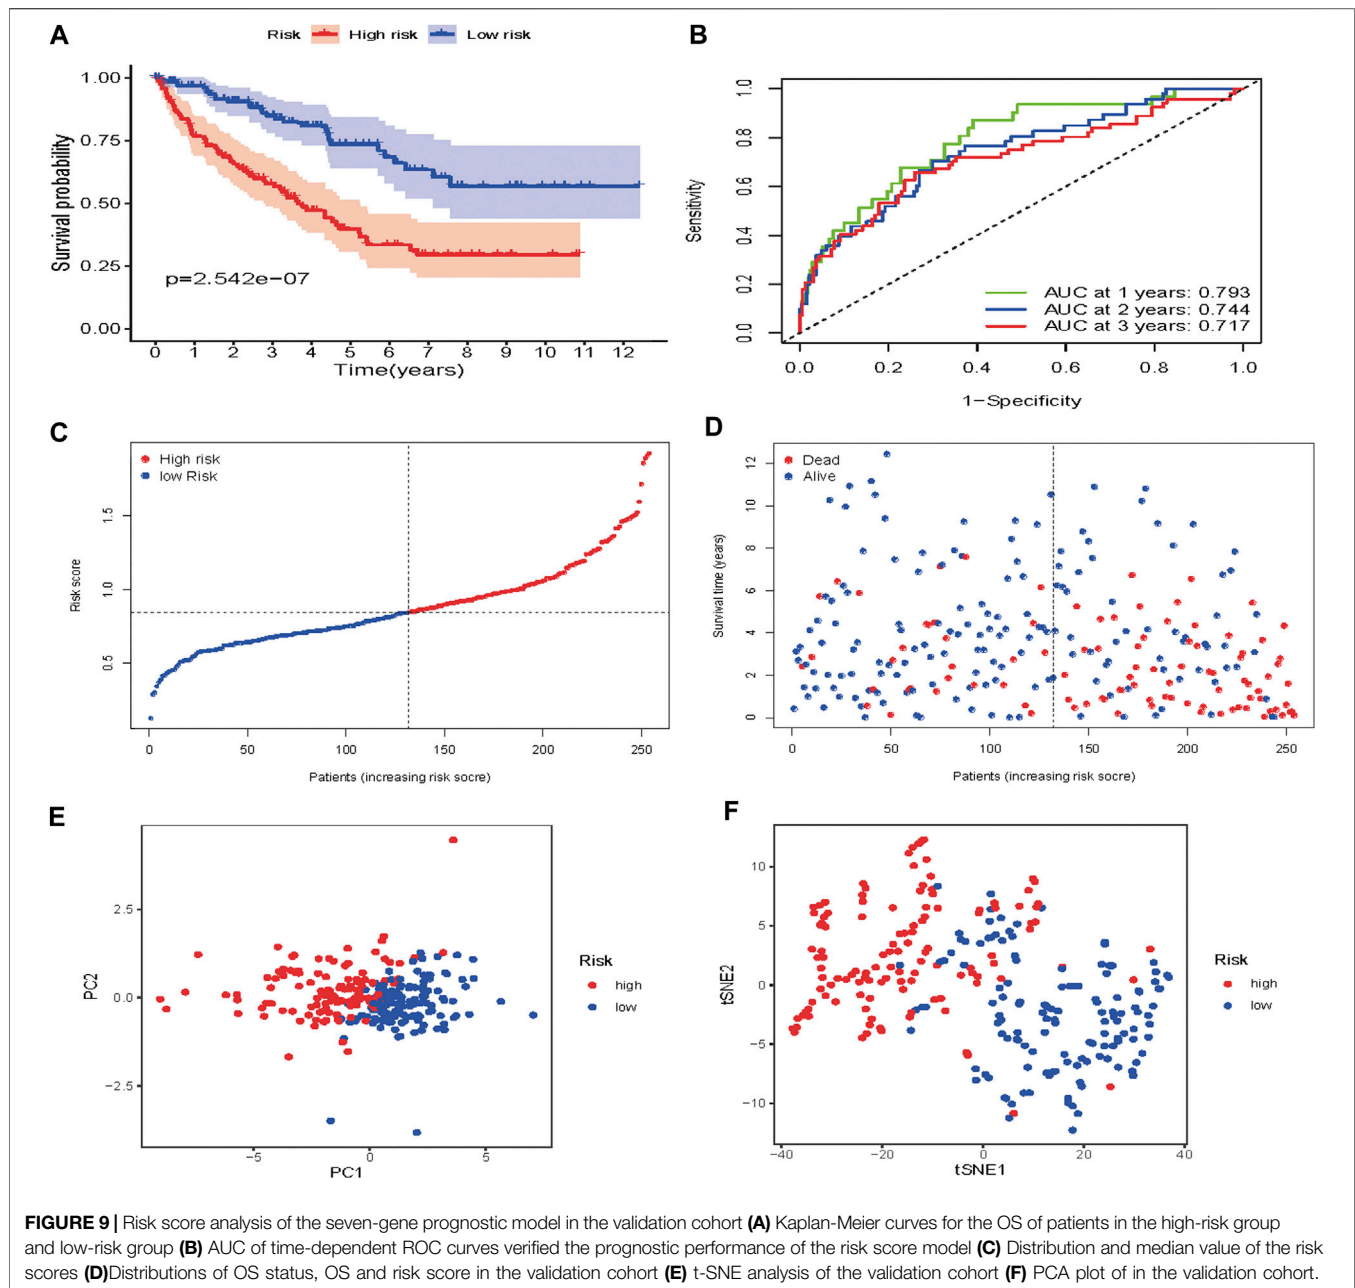 A
Risk High risk Low risk
1.00
0.75
0.50
0.25
0.00
Survival probability
p=2.542e−07
0 1 2 3 4 5 6 7 8 9 10 11 12
Time(years)
B
1.0
0.8
0.6
0.4
0.2
0.0
Sensitivity
AUC at 1 years: 0.793
AUC at 2 years: 0.744
AUC at 3 years: 0.717
0.0 0.2 0.4 0.6 0.8 1.0
1−Specificity
C
High risk
low Risk
1.5
1.0
0.5
Risk score
0 50 100 150 200 250
Patients (increasing risk socre)
D
Dead
Alive
12
10
8
6
4
2
0
Survival time (years)
0 50 100 150 200 250
Patients (increasing risk socre)
E
2.5
0.0
−2.5
PC2
−5 0 5
PC1
Risk
high
low
F
10
5
0
−5
−10
tSNE2
−40 −20 0 20 40
tSNE1
Risk
high
low
FIGURE 9 | Risk score analysis of the seven-gene prognostic model in the validation cohort (A) Kaplan-Meier curves for the OS of patients in the high-risk group
and low-risk group (B) AUC of time-dependent ROC curves verified the prognostic performance of the risk score model (C) Distribution and median value of the risk
scores (D)Distributions of OS status, OS and risk score in the validation cohort (E) t-SNE analysis of the validation cohort (F) PCA plot of in the validation cohort.